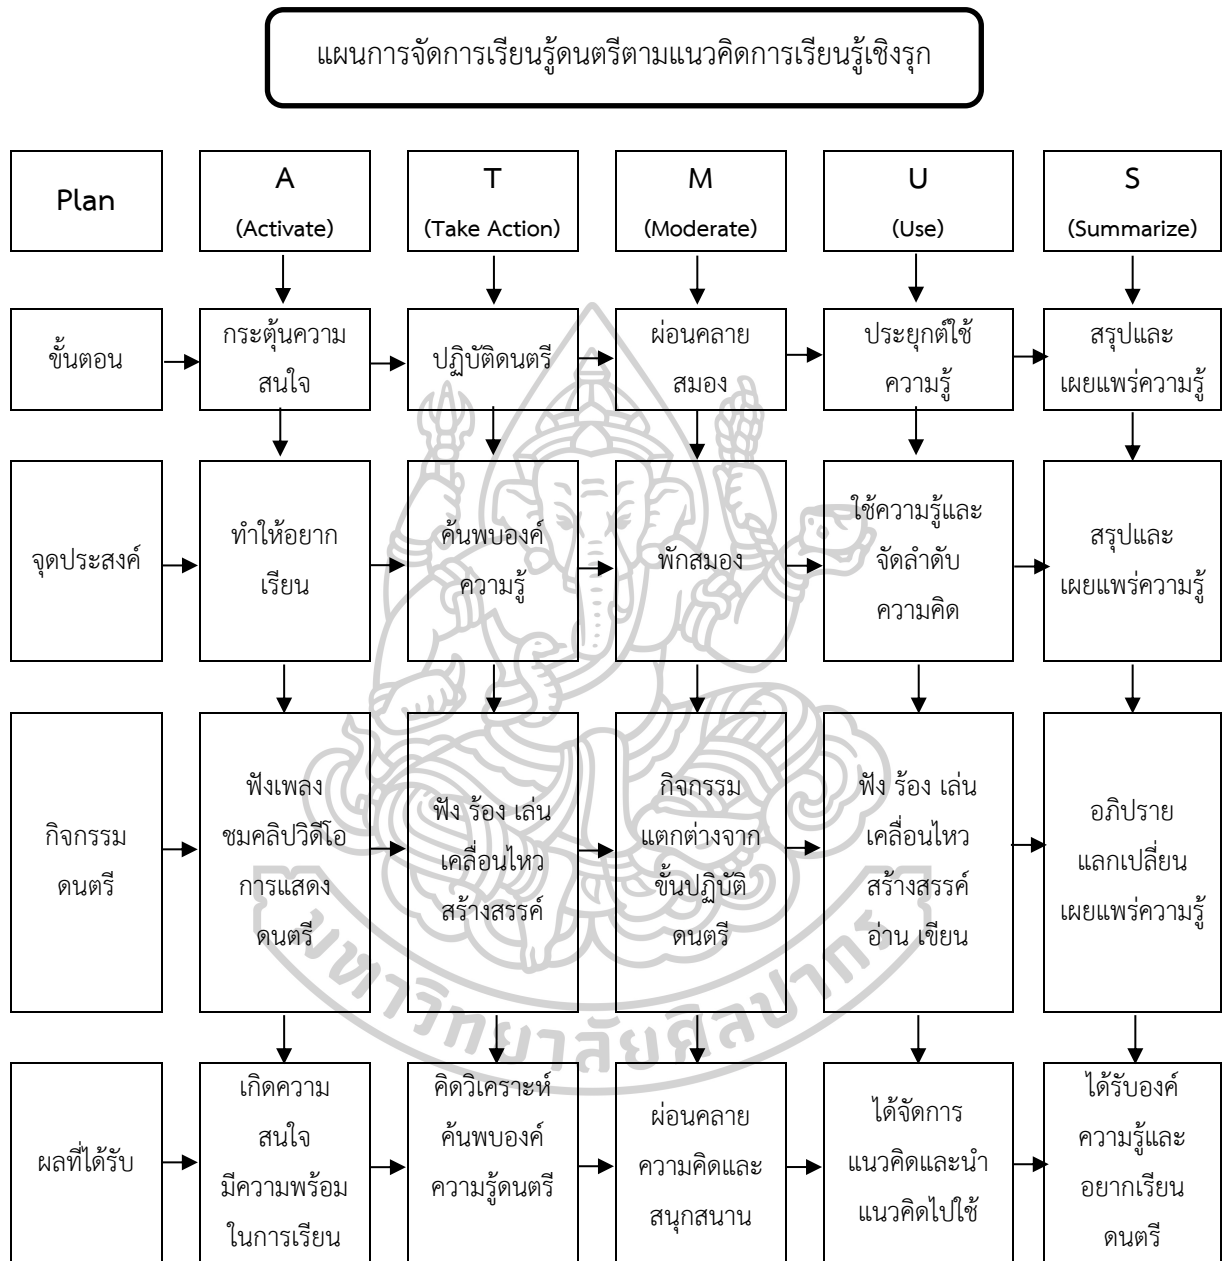 แผนการจัดการเรียนรู้ดนตรีตามแนวคิดการเรียนรู้เชิงรุก
Plan
A
(Activate)
T
(Take Action)
M
(Moderate)
U
(Use)
S
(Summarize)
ขั้นตอน
กระตุ้นความ
สนใจ
ปฏิบัติดนตรี
ผ่อนคลาย
สมอง
ประยุกต์ใช้
ความรู้
สรุปและ
เผยแพร่ความรู้
จุดประสงค์
ทำให้อยาก
เรียน
ค้นพบองค์
ความรู้
พักสมอง
ใช้ความรู้และ
จัดลำดับ
ความคิด
สรุปและ
เผยแพร่ความรู้
กิจกรรม
ดนตรี
ฟังเพลง
ชมคลิปวิดีโอ
การแสดง
ดนตรี
ฟัง ร้อง เล่น
เคลื่อนไหว
สร้างสรรค์
กิจกรรม
แตกต่างจาก
ขั้นปฏิบัติ
ดนตรี
ฟัง ร้อง เล่น
เคลื่อนไหว
สร้างสรรค์
อ่าน เขียน
อภิปราย
แลกเปลี่ยน
เผยแพร่ความรู้
ผลที่ได้รับ
เกิดความ
สนใจ
มีความพร้อม
ในการเรียน
คิดวิเคราะห์
ค้นพบองค์
ความรู้ดนตรี
ผ่อนคลาย
ความคิดและ
สนุกสนาน
ได้จัดการ
แนวคิดและนำ
แนวคิดไปใช้
ได้รับองค์
ความรู้และ
อยากเรียน
ดนตรี
มหาวิทยาลัยศิลปากร